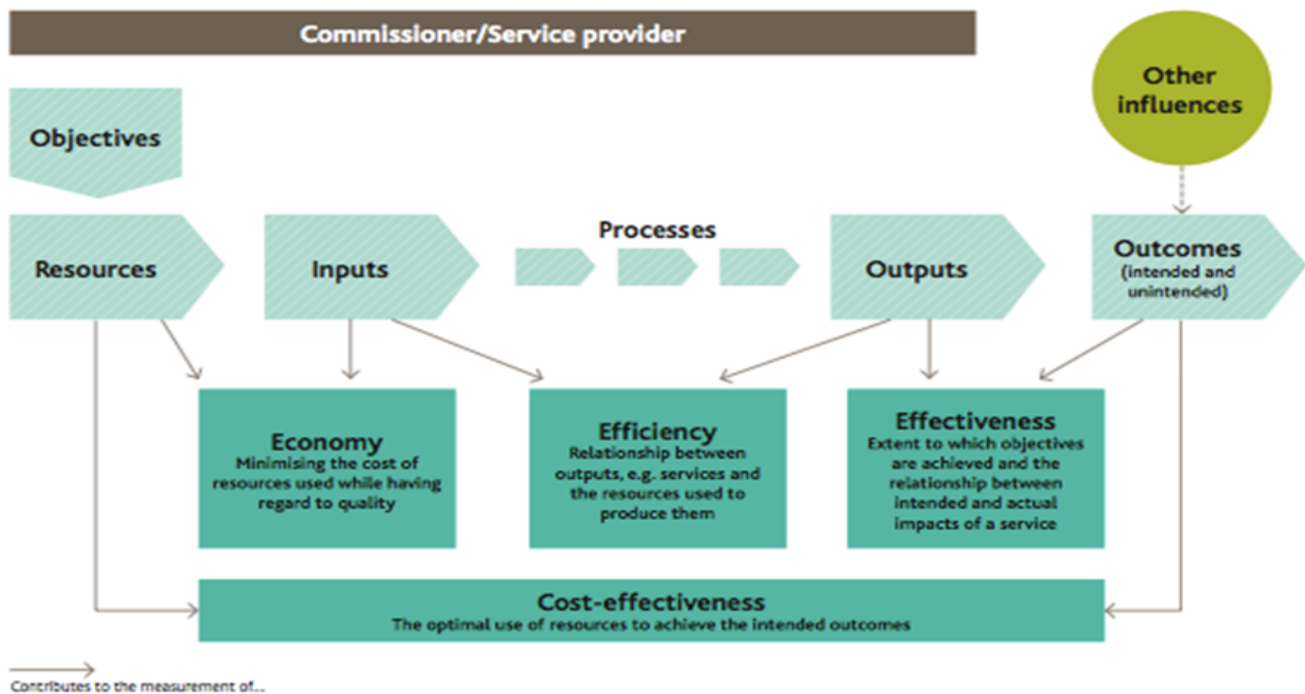 Commissioner/Service provider
Other
influences
Objectives
Resources
Inputs
Processes
Outputs
Outcomes
(intended and
unintended)
Economy
Minimising the cost of
resources used while having
regard to quality
Efficiency
Relationship between
outputs, e.g. services and
the resources used to
produce them
Effectiveness
Extent to which objectives
are achieved and the
relationship between
intended and actual
impacts of a service
Cost-effectiveness
The optimal use of resources to achieve the intended outcomes
Contributes to the measurement of...